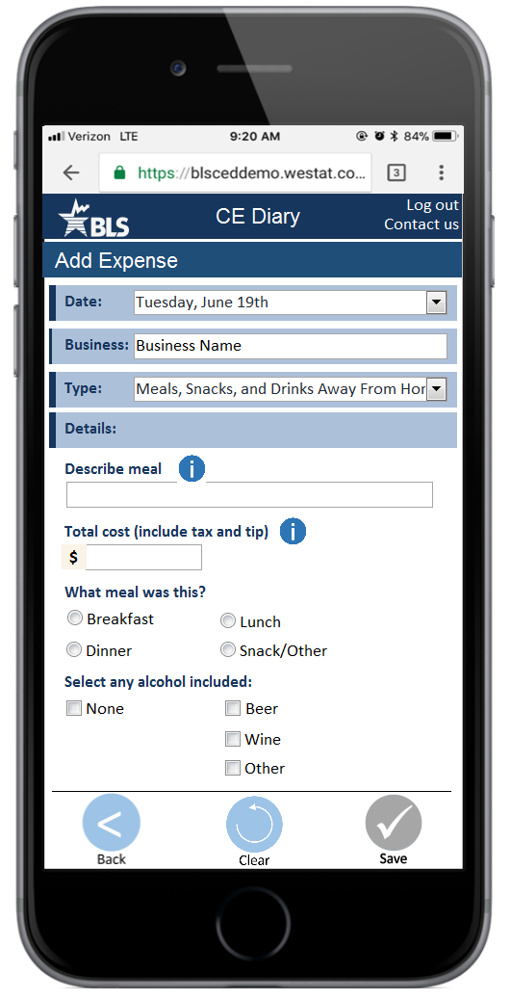 Verizon LTE 9:20 AM 84%
https://blsceddemo.westat.co... 3
BLS CE Diary Log out
Contact us
Add Expense
Date: Tuesday, June 19th
Business: Business Name
Type: Meals, Snacks, and Drinks Away From Hor
Details:
Describe meal i
Total cost (include tax and tip) i
$
What meal was this?
Breakfast Lunch
Dinner Snack/Other
Select any alcohol included:
None Beer
Wine
Other
< 
Back Clear Save